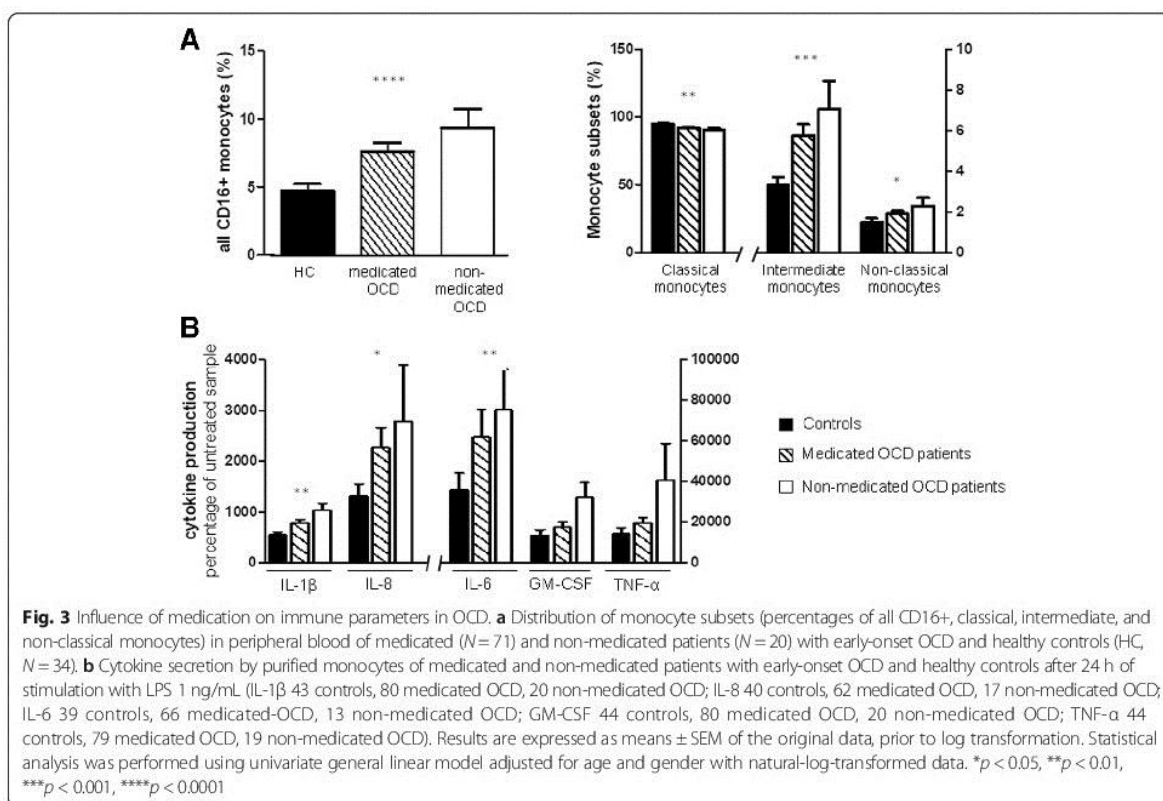 A
all CD16+ monocytes (%)
15
10
5
0
****
HC
medicated
OCD
non-
medicated
OCD
Monocyte subsets (%)
150
100
50
0
**
***
*
10
8
6
4
2
0
Classical
monocytes
Intermediate
monocytes
Non-classical
monocytes
B
cytokine production
percentage of untreated sample
4000
3000
2000
1000
0
**
*
**
100000
80000
60000
40000
20000
0
IL-1β
IL-8
IL-6
GM-CSF
TNF-α
Controls
Medicated OCD patients
Non-medicated OCD patients
Fig. 3 Influence of medication on immune parameters in OCD. a Distribution of monocyte subsets (percentages of all CD16+, classical, intermediate, and
non-classical monocytes) in peripheral blood of medicated (N = 71) and non-medicated patients (N = 20) with early-onset OCD and healthy controls (HC,
N = 34). b Cytokine secretion by purified monocytes of medicated and non-medicated patients with early-onset OCD and healthy controls after 24 h of
stimulation with LPS 1 ng/mL (IL-1β 43 controls, 80 medicated OCD, 20 non-medicated OCD; IL-8 40 controls, 62 medicated OCD, 17 non-medicated OCD;
IL-6 39 controls, 66 medicated-OCD, 13 non-medicated OCD; GM-CSF 44 controls, 80 medicated OCD, 20 non-medicated OCD; TNF-α 44
controls, 79 medicated OCD, 19 non-medicated OCD). Results are expressed as means ± SEM of the original data, prior to log transformation. Statistical
analysis was performed using univariate general linear model adjusted for age and gender with natural-log-transformed data. *p < 0.05, **p < 0.01,
***p < 0.001, ****p < 0.0001